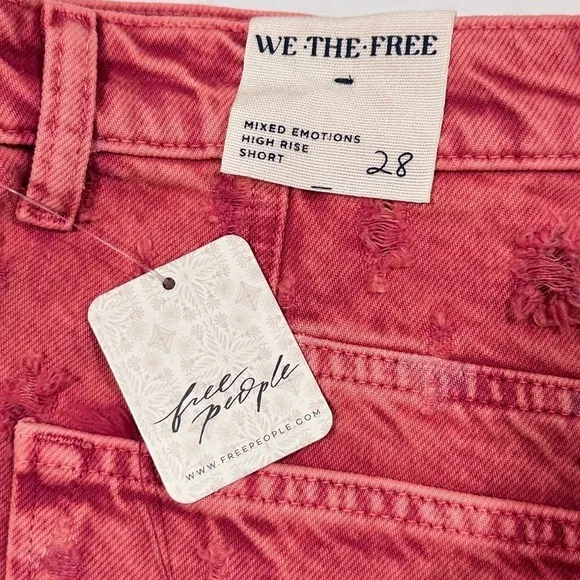 WE·THE·FREE
MIXED EMOTIONS
HIGH RISE
SHORT
28
free
people
WWW.FREEPEOPLE.COM